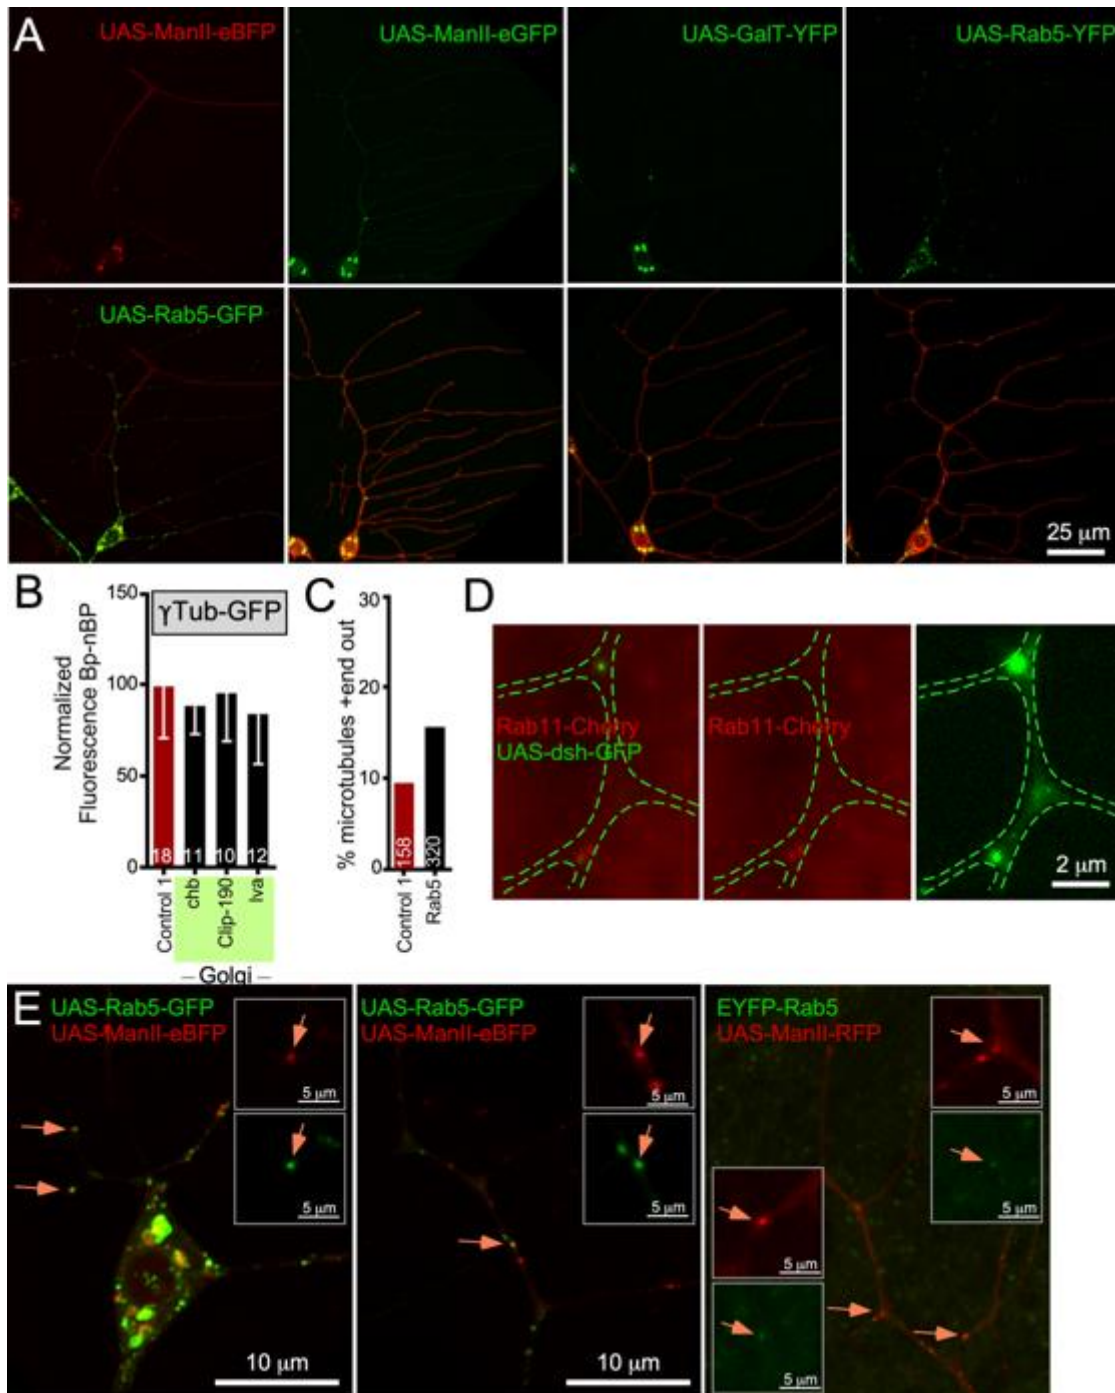 A
UAS-ManII-eBFP
UAS-ManII-eGFP
UAS-GalT-YFP
UAS-Rab5-YFP
UAS-Rab5-GFP
25 μm
B
Normalized
Fluorescence Bp-nBP
150
100
50
0
γTub-GFP
18
11
10
12
Control 1
chb
Clip-190
lva
Golgi
C
% microtubules +end out
30
20
10
0
158
320
Control 1
Rab5
D
Rab11-Cherry
UAS-dsh-GFP
Rab11-Cherry
2 μm
E
UAS-Rab5-GFP
UAS-ManII-eBFP
5 μm
5 μm
10 μm
UAS-Rab5-GFP
UAS-ManII-eBFP
5 μm
5 μm
10 μm
EYFP-Rab5
UAS-ManII-RFP
5 μm
5 μm
5 μm
5 μm